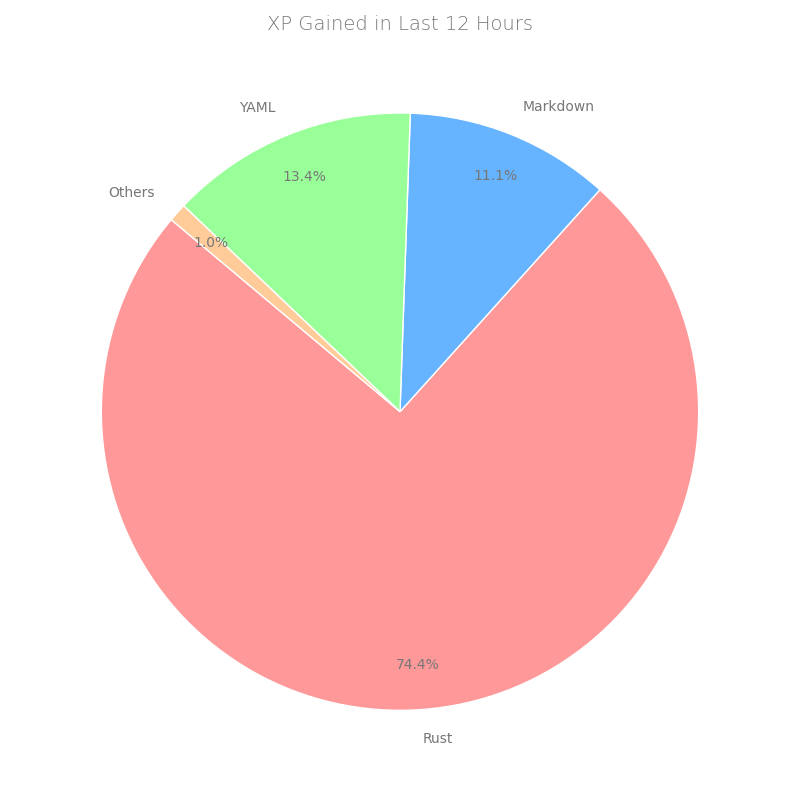 XP Gained in Last 12 Hours
YAML
Markdown
13.4%
11.1%
Others
1.0%
74.4%
Rust